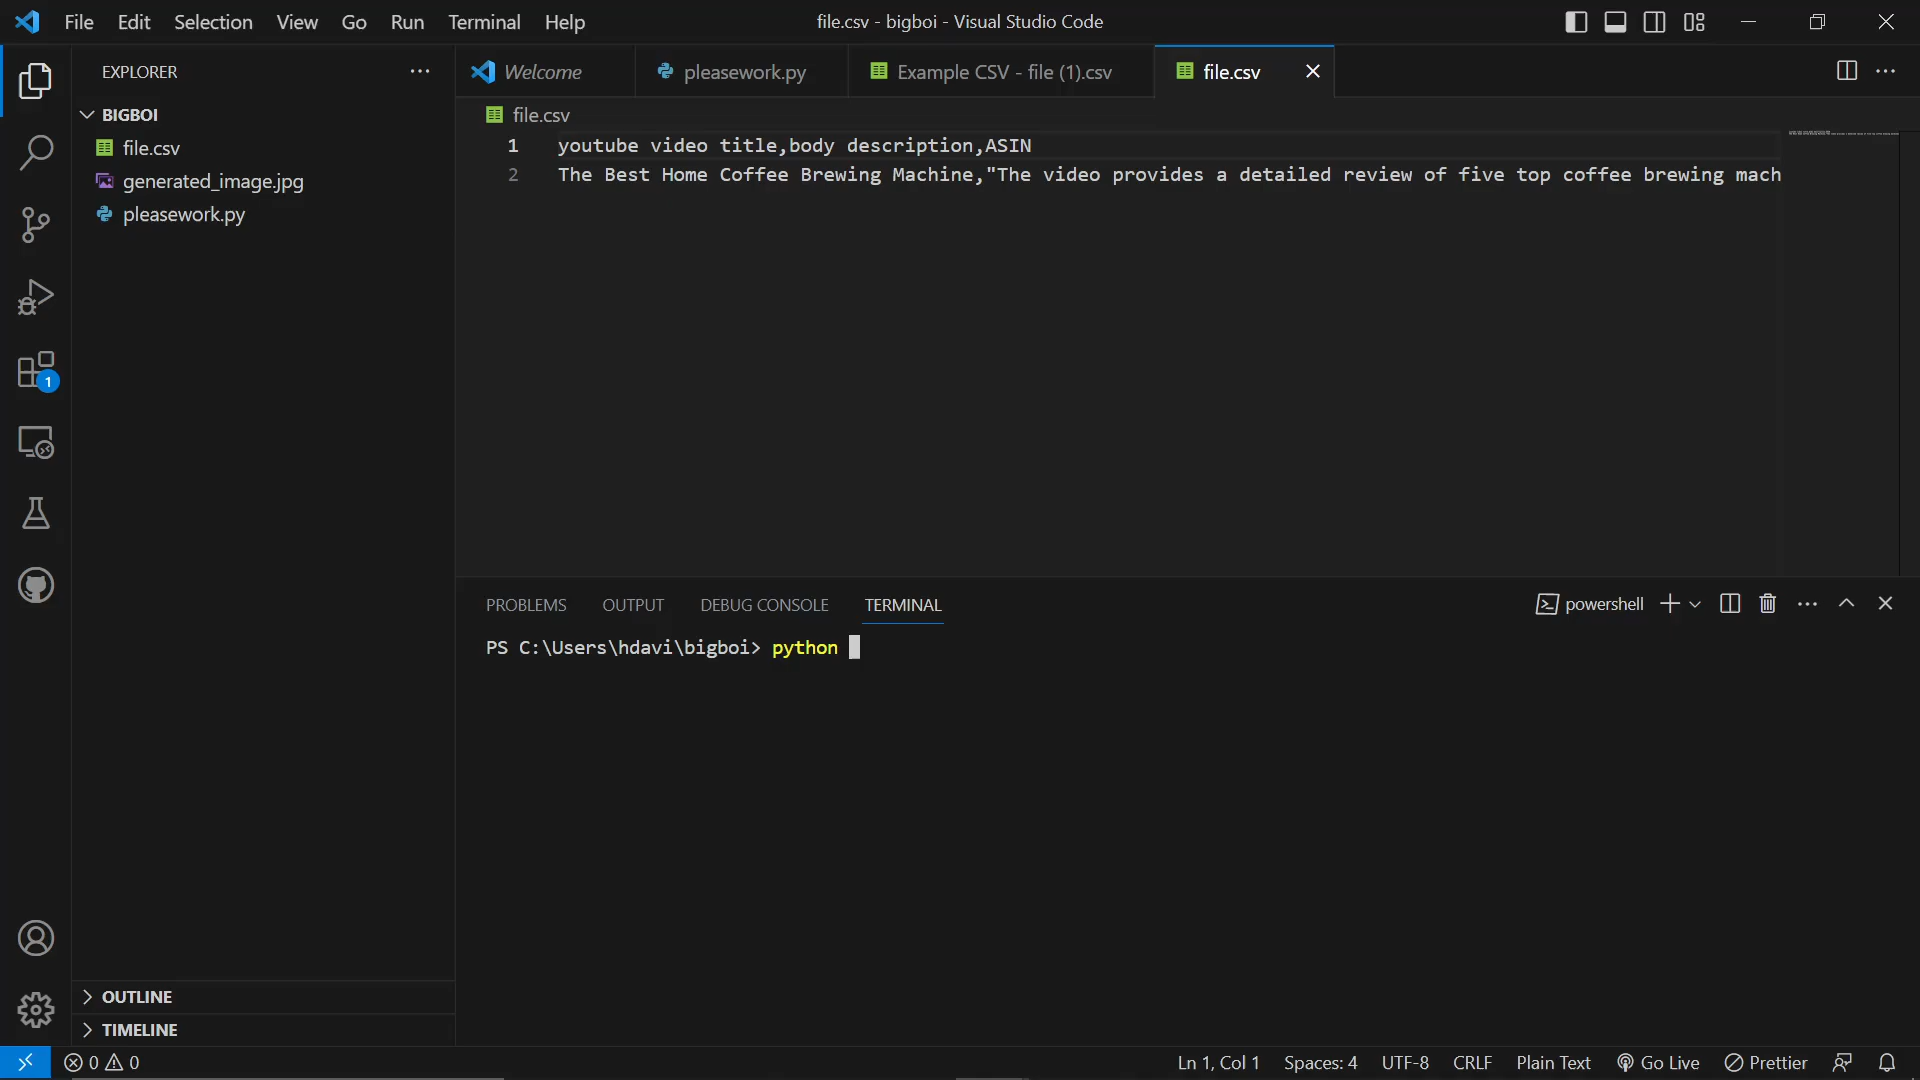 File Edit Selection View Go Run Terminal Help
file.csv - bigboi - Visual Studio Code
EXPLORER
Welcome
pleasework.py
Example CSV - file (1).csv
file.csv
BIGBOI
file.csv
generated_image.jpg
pleasework.py
file.csv
1 youtube video title,body description,ASIN
2 The Best Home Coffee Brewing Machine,"The video provides a detailed review of five top coffee brewing mach
1
PROBLEMS OUTPUT DEBUG CONSOLE TERMINAL
powershell
PS C:\Users\hdavi\bigboi> python
OUTLINE
TIMELINE
0 0
Ln 1, Col 1 Spaces: 4 UTF-8 CRLF Plain Text Go Live Prettier